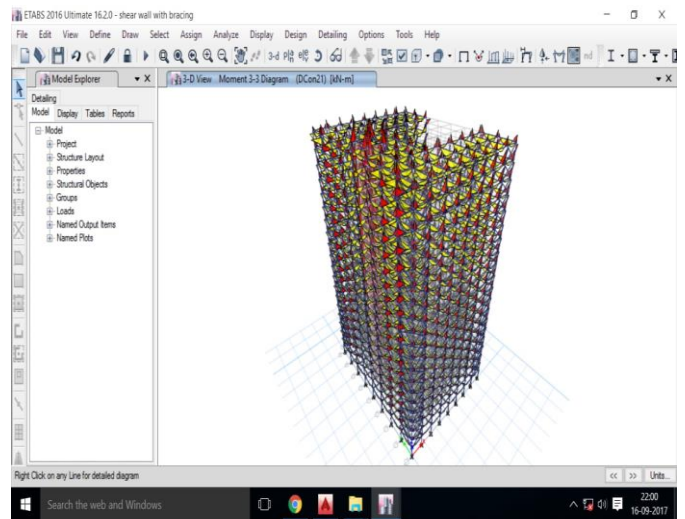 ETABS 2016 Ultimate 16.2.0 - shear wall with bracing
File Edit View Define Draw Select Assign Analyze Display Design Detailing Options Tools Help
3-d
nd
Model Explorer
3-D View Moment 3-3 Diagram (DCon21) [kN-m]
Detailing
Model Display Tables Reports
Model
Project
Structure Layout
Properties
Structural Objects
Groups
Loads
Named Output Items
Named Plots
Right Click on any Line for detailed diagram
<< >> Units...
Search the web and Windows
22:00
16-09-2017